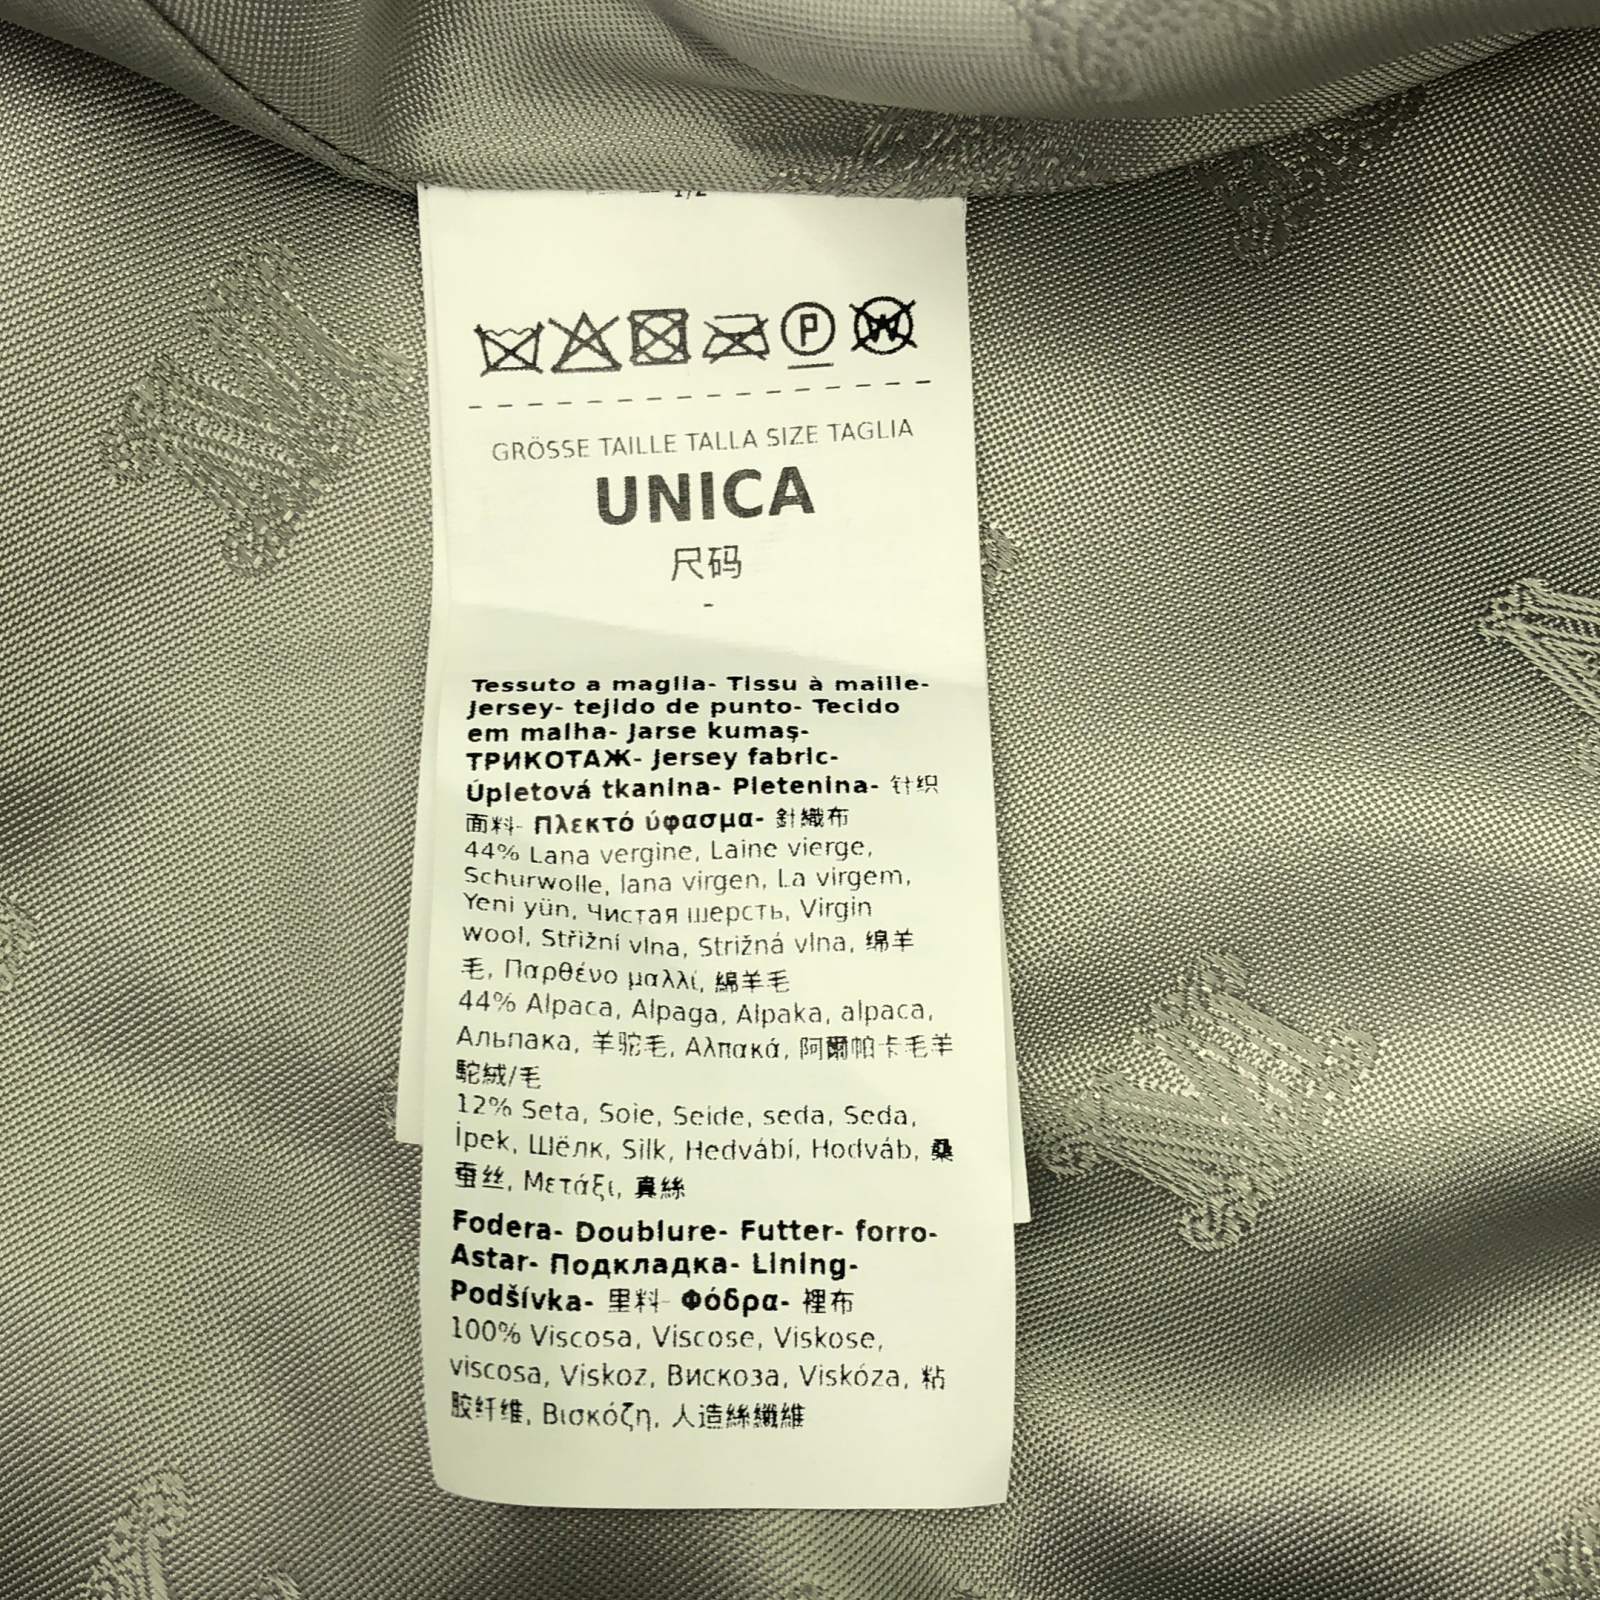 1/2
P
W
GRÖSSE TAILLE TALLA SIZE TAGLIA
UNICA
尺码
-
Tessuto a maglia- Tissu à maille-
Jersey- tejido de punto- Tecido
em malha- Jarse kumaş-
ТРИКОТАЖ- Jersey fabric-
Úpletová tkanina- Pletenina- 针织
面料- Πλεκτό ύφασμα- 針織布
44% Lana vergine, Laine vierge,
Schurwolle, lana virgen, La virgem,
Yeni yün, Чистая шерсть, Virgin
wool, Střižní vlna, Strižná vlna, 绵羊
毛, Παρθένο μαλλί, 綿羊毛
44% Alpaca, Alpaga, Alpaka, alpaca,
Альпака, 羊驼毛, Αλπακά, 阿爾帕卡毛羊
駝絨/毛
12% Seta, Soie, Seide, seda, Seda,
İpek, Шёлк, Silk, Hedvábí, Hodváb, 桑
蚕丝, Μετάξι, 真絲
Fodera- Doublure- Futter- forro-
Astar- Подкладка- Lining-
Podšívka- 里料- Φόδρα- 裡布
100% Viscosa, Viscose, Viskose,
viscosa, Viskoz, Вискоза, Viskóza, 粘
胶纤维, Βισκόζη, 人造絲纖維